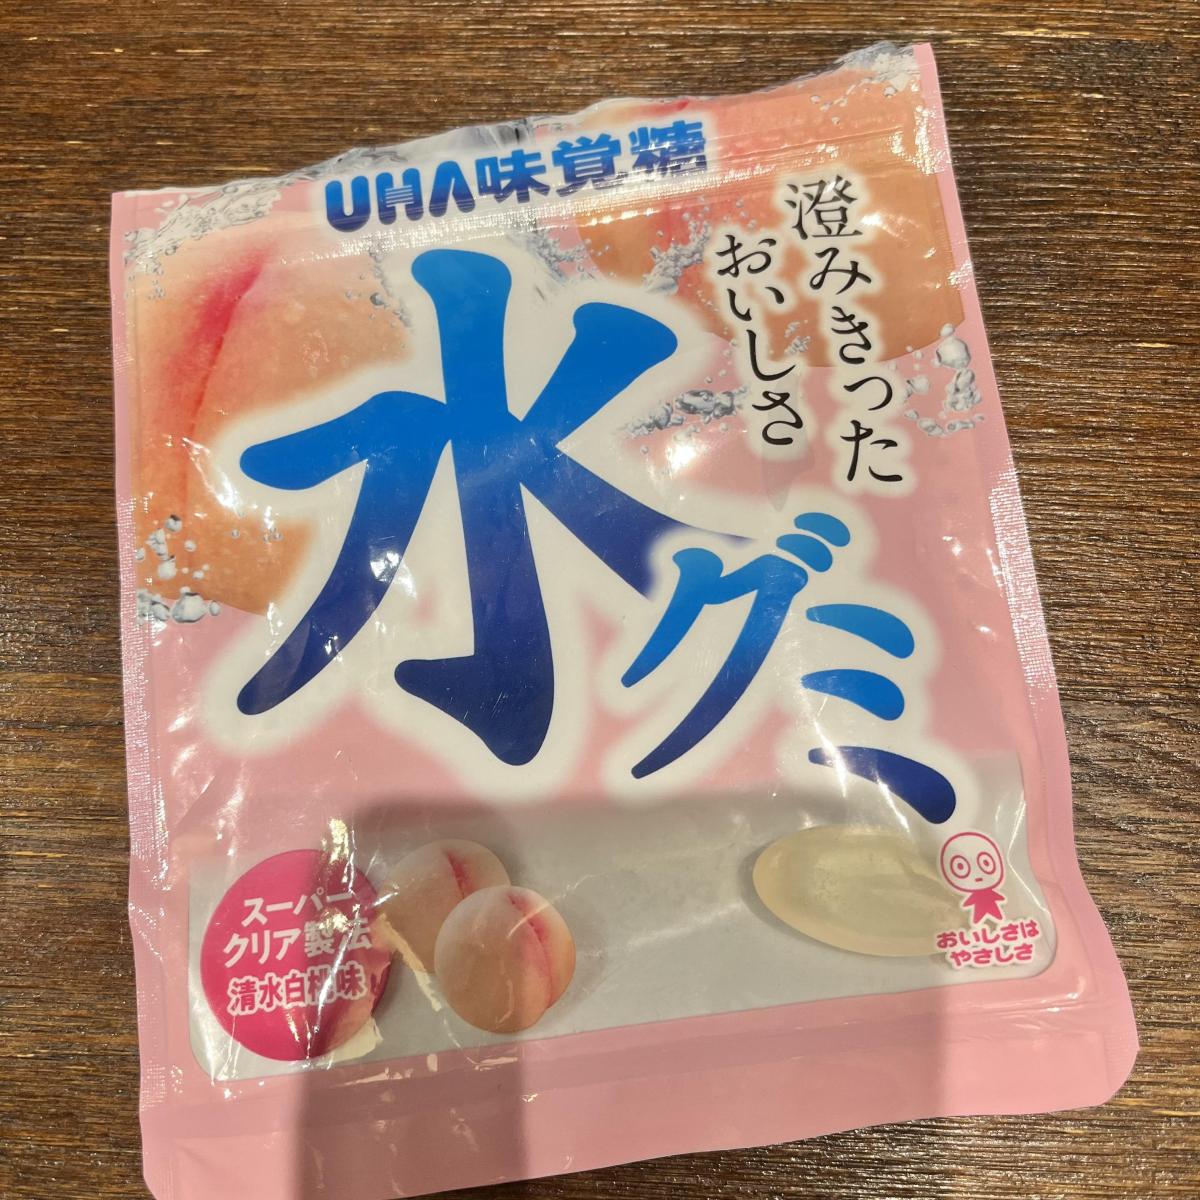 UHA味覚糖
澄みきった
おいしさ
水グミ
スーパー
クリア製法
清水白桃味
おいしさは
やさしさ